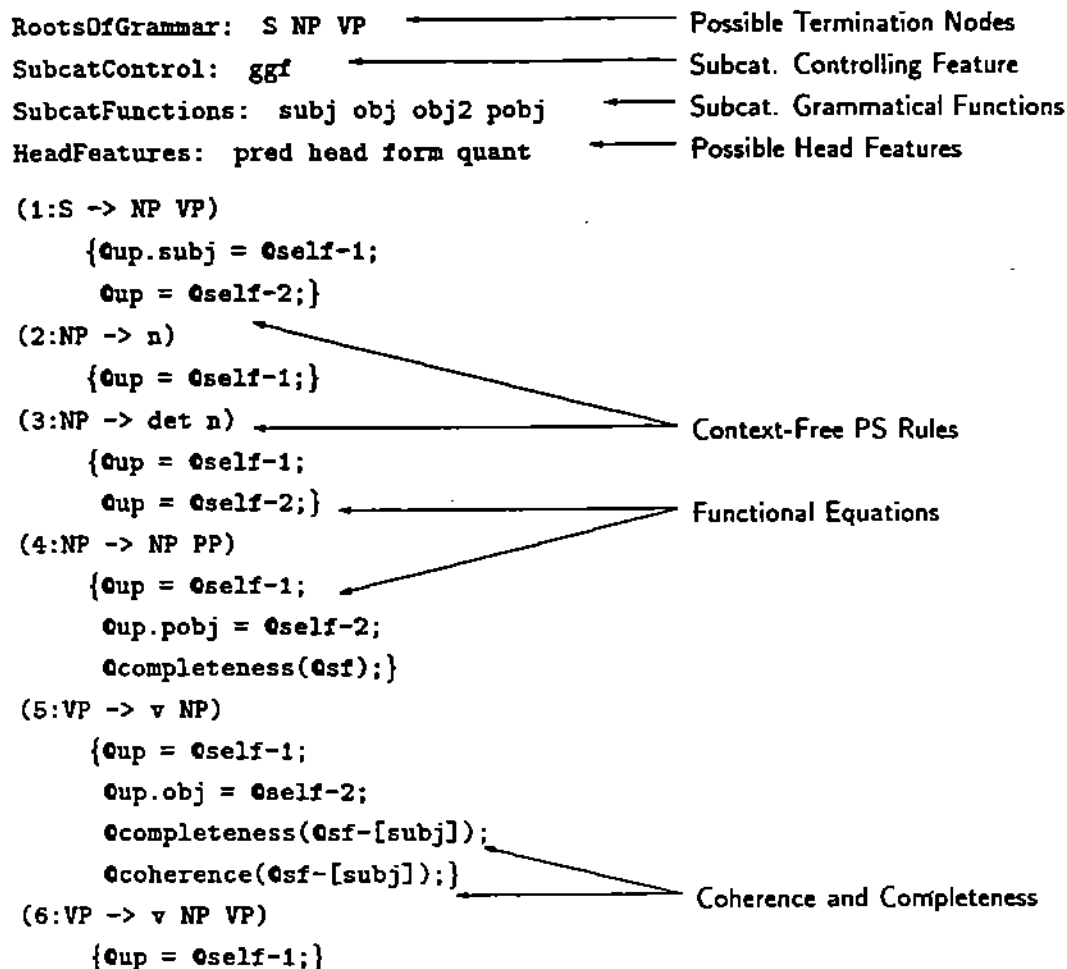 RootsOfGrammar: S NP VP Possible Termination Nodes
SubcatControl: ggf Subcat. Controlling Feature
SubcatFunctions: subj obj obj2 pobj Subcat. Grammatical Functions
HeadFeatures: pred head form quant Possible Head Features
(1:S -> NP VP)
{@up.subj = @self-1;
@up = @self-2;}
(2:NP -> n)
{@up = @self-1;}
(3:NP -> det n) Context-Free PS Rules
{@up = @self-1;
@up = @self-2;} Functional Equations
(4:NP -> NP PP)
{@up = @self-1;
@up.pobj = @self-2;
@completeness(@sf);}
(5:VP -> v NP)
{@up = @self-1;
@up.obj = @self-2;
@completeness(@sf-[subj]);
@coherence(@sf-[subj]);} Coherence and Completeness
(6:VP -> v NP VP)
{@up = @self-1;}